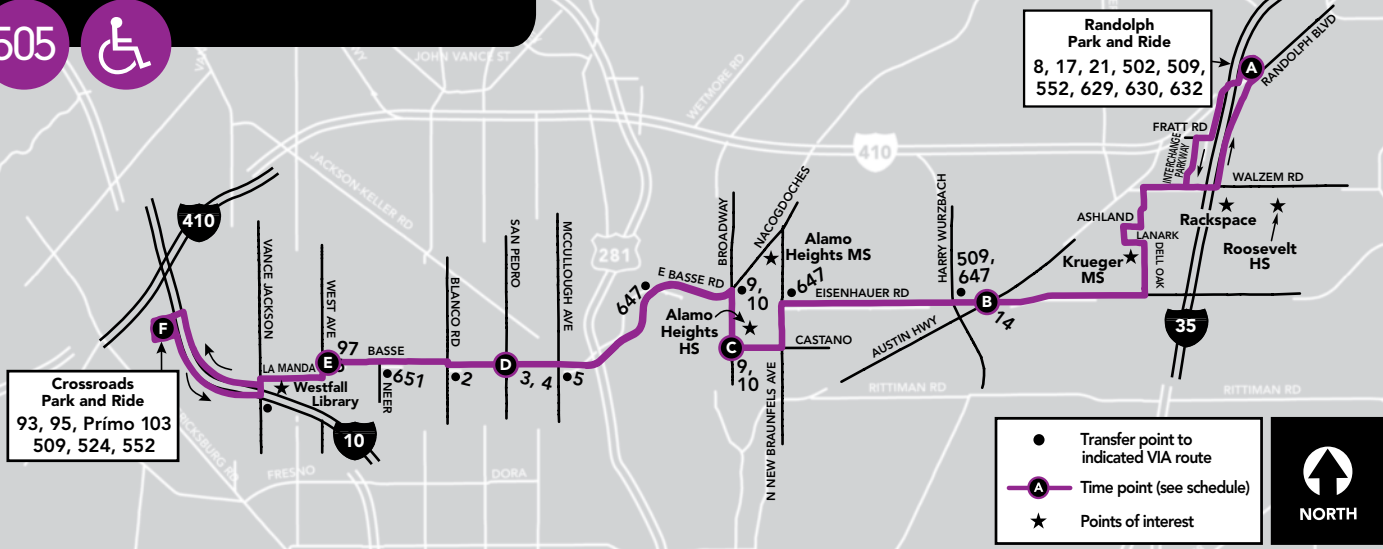 505
JOHN VANCE ST
WETMORE RD
Randolph
Park and Ride
8, 17, 21, 502, 509,
552, 629, 630, 632
A
RANDOLPH BLVD
FRATT RD
INTERCHANGE
PARKWAY
WALZEM RD
410
JACKSON-KELLER RD
410
VANCE JACKSON
WEST AVE
BLANCO RD
SAN PEDRO
MCCULLOUGH AVE
281
BROADWAY
NACOGDOCHES
HARRY WURZBACH
ASHLAND
LANARK
DELL OAK
Rackspace
Roosevelt
HS
Krueger
MS
Alamo
Heights MS
509,
647
647
E BASSE RD
9,
10
647
EISENHAUER RD
B
14
35
Alamo
Heights
HS
C
9,
10
CASTANO
AUSTIN HWY
N NEW BRAUNFELS AVE
RITTIMAN RD
RITTIMAN RD
F
E
97
BASSE
D
3, 4
5
2
651
NEER
LA MANDA
Westfall
Library
10
Crossroads
Park and Ride
93, 95, Prímo 103
509, 524, 552
FRESNO
DORA
Transfer point to
indicated VIA route
A
Time point (see schedule)
Points of interest
NORTH